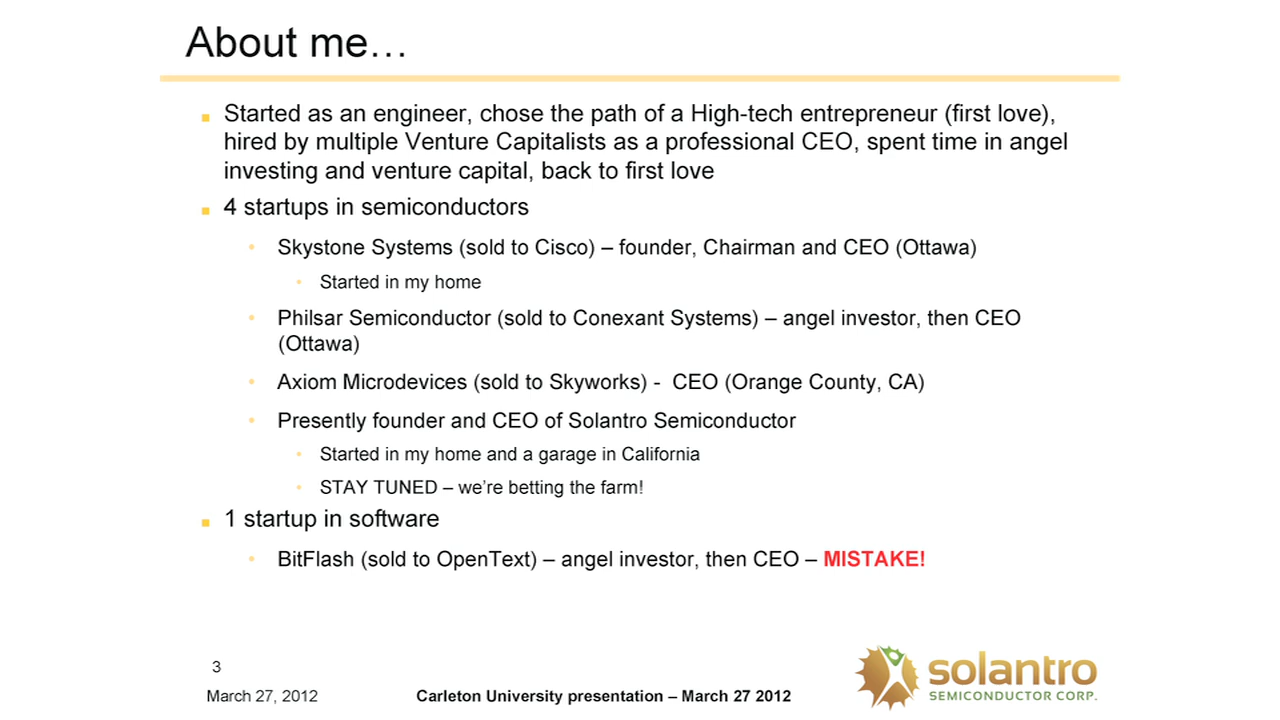 About me…
Started as an engineer, chose the path of a High-tech entrepreneur (first love),
hired by multiple Venture Capitalists as a professional CEO, spent time in angel
investing and venture capital, back to first love
4 startups in semiconductors
Skystone Systems (sold to Cisco) – founder, Chairman and CEO (Ottawa)
Started in my home
Philsar Semiconductor (sold to Conexant Systems) – angel investor, then CEO
(Ottawa)
Axiom Microdevices (sold to Skyworks) - CEO (Orange County, CA)
Presently founder and CEO of Solantro Semiconductor
Started in my home and a garage in California
STAY TUNED – we’re betting the farm!
1 startup in software
BitFlash (sold to OpenText) – angel investor, then CEO – MISTAKE!
3
March 27, 2012
Carleton University presentation – March 27 2012
solantro
SEMICONDUCTOR CORP.